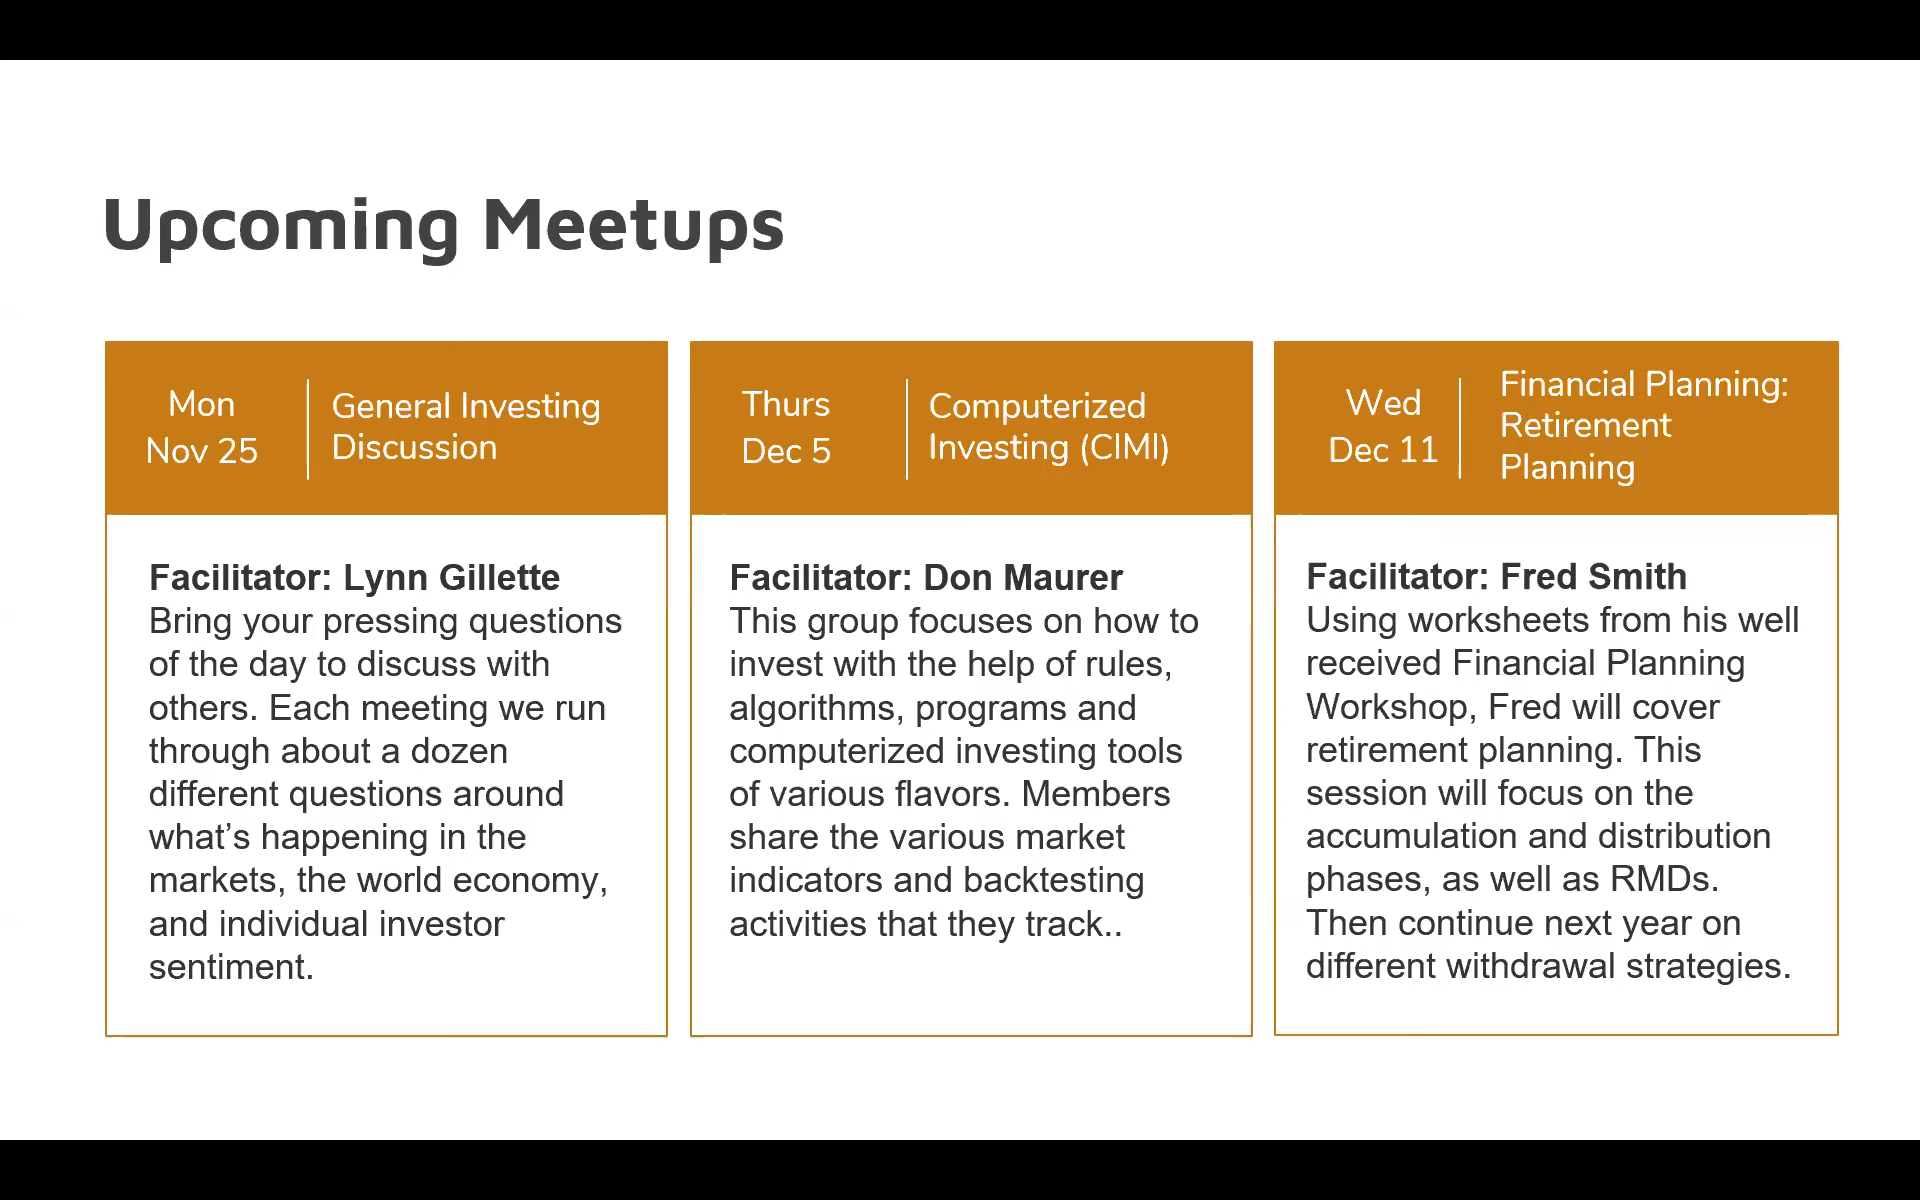 Upcoming Meetups
Mon
Nov 25
General Investing
Discussion
Facilitator: Lynn Gillette
Bring your pressing questions
of the day to discuss with
others. Each meeting we run
through about a dozen
different questions around
what’s happening in the
markets, the world economy,
and individual investor
sentiment.
Thurs
Dec 5
Computerized
Investing (CIMI)
Facilitator: Don Maurer
This group focuses on how to
invest with the help of rules,
algorithms, programs and
computerized investing tools
of various flavors. Members
share the various market
indicators and backtesting
activities that they track..
Wed
Dec 11
Financial Planning:
Retirement
Planning
Facilitator: Fred Smith
Using worksheets from his well
received Financial Planning
Workshop, Fred will cover
retirement planning. This
session will focus on the
accumulation and distribution
phases, as well as RMDs.
Then continue next year on
different withdrawal strategies.